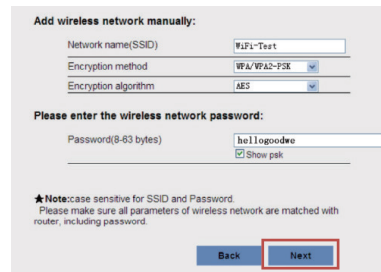 Add wireless network manually:
Network name(SSID) WiFi-Test
Encryption method WPA/WPA2-PSK
Encryption algorithm AES
Please enter the wireless network password:
Password(8-63 bytes) hellogoodwe
Show psk
★Note:case sensitive for SSID and Password.
Please make sure all parameters of wireless network are matched with
router, including password.
Back Next